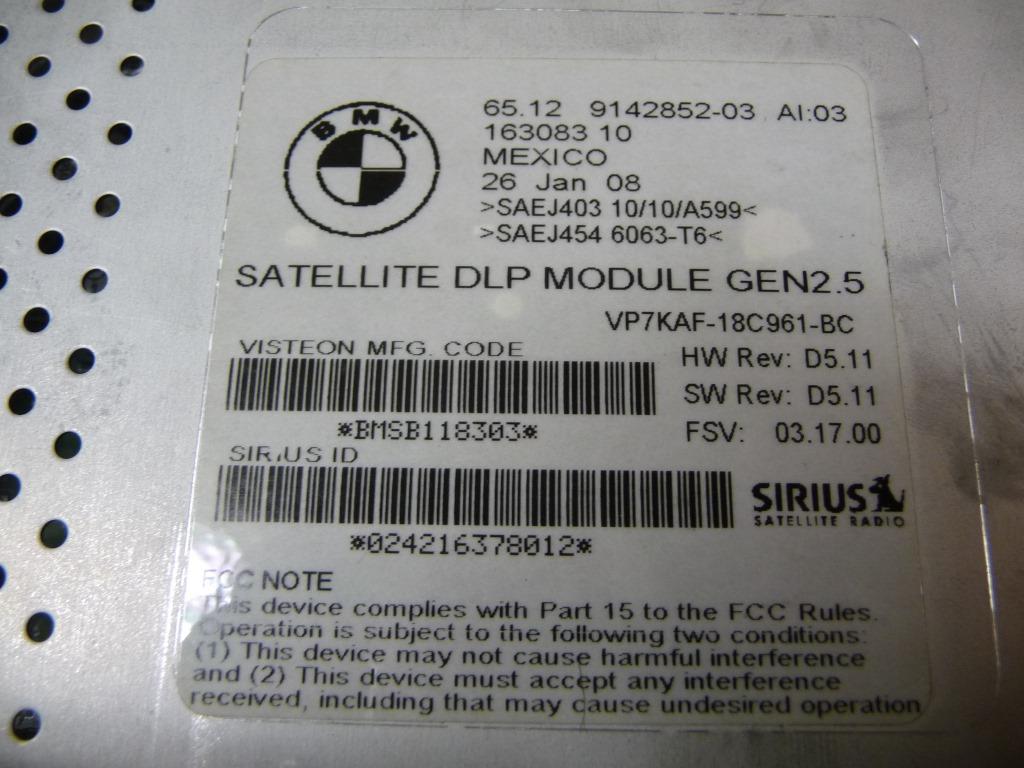 BMW
65.12 9142852-03 AI:03
163083 10
MEXICO
26 Jan 08
>SAEJ403 10/10/A599<
>SAEJ454 6063-T6<
SATELLITE DLP MODULE GEN2.5
VP7KAF-18C961-BC
VISTEON MFG. CODE
HW Rev: D5.11
SW Rev: D5.11
*BMSB118303*
FSV: 03.17.00
SIRIUS ID
SIRIUS
SATELLITE RADIO
*024216378012*
FCC NOTE
This device complies with Part 15 to the FCC Rules.
Operation is subject to the following two conditions:
(1) This device may not cause harmful interference
and (2) This device must accept any interference
received, including that may cause undesired operation